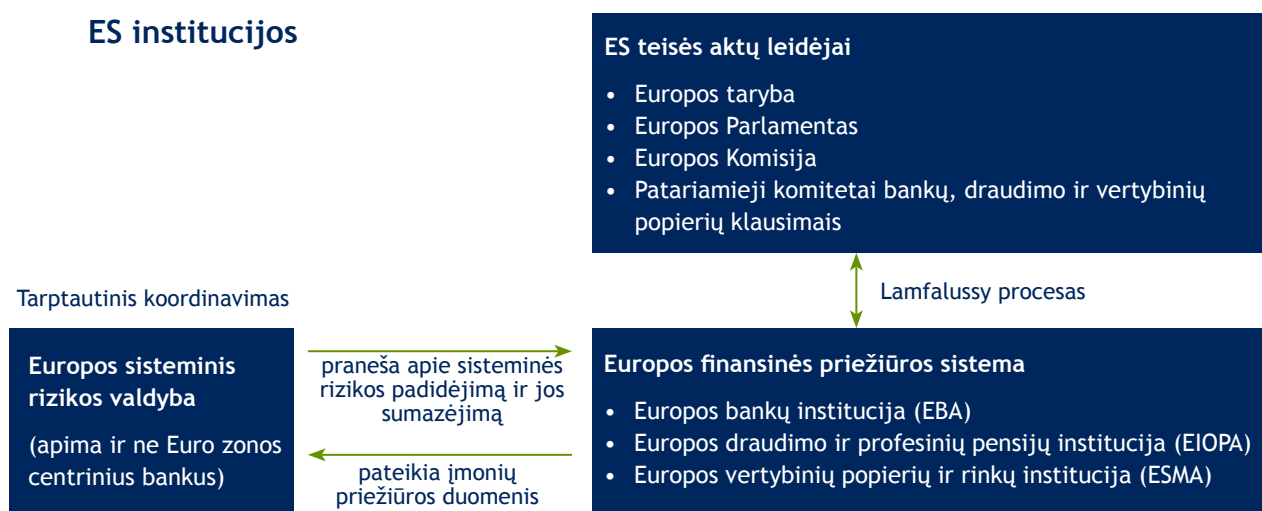 ES institucijos
ES teisės aktų leidėjai
• Europos taryba
• Europos Parlamentas
• Europos Komisija
• Patariamieji komitetai bankų, draudimo ir vertybinių
popierių klausimais
Lamfalussy procesas
Tarptautinis koordinavimas
Europos sisteminis
rizikos valdyba
(apima ir ne Euro zonos
centrinius bankus)
praneša apie sisteminės
rizikos padidėjimą ir jos
sumažėjimą
pateikia įmonių
priežiūros duomenis
Europos finansinės priežiūros sistema
• Europos bankų institucija (EBA)
• Europos draudimo ir profesinių pensijų institucija (EIOPA)
• Europos vertybinių popierių ir rinkų institucija (ESMA)